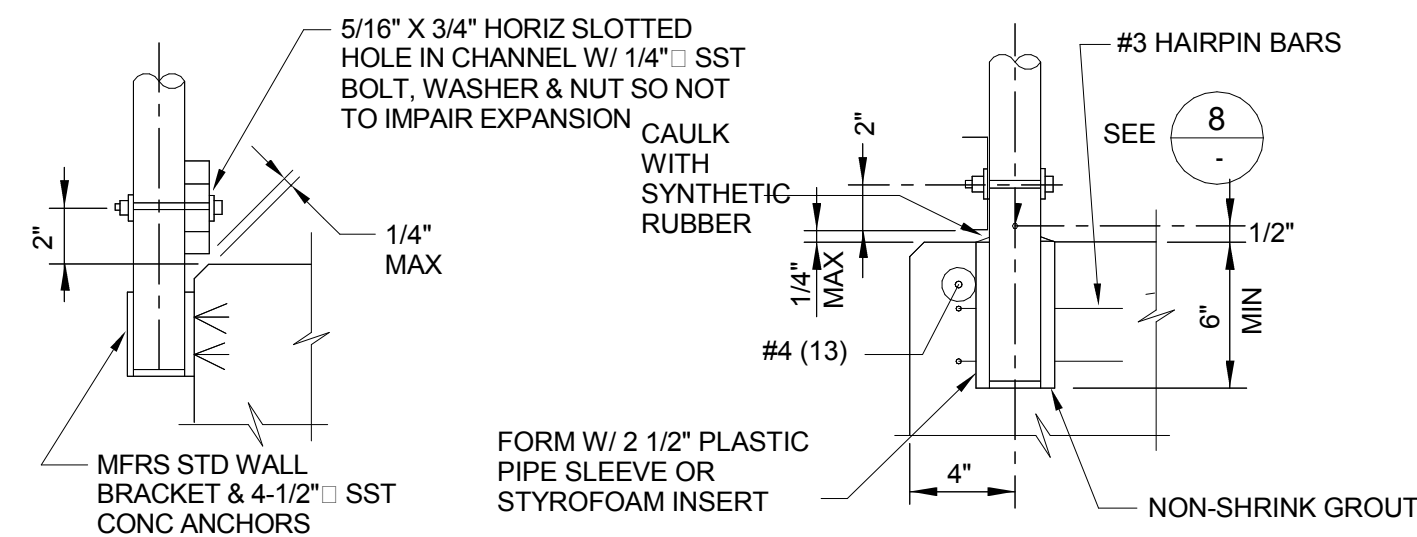 5/16" X 3/4" HORIZ SLOTTED
HOLE IN CHANNEL W/ 1/4"□ SST
BOLT, WASHER & NUT SO NOT
TO IMPAIR EXPANSION
2"
1/4"
MAX
MFRS STD WALL
BRACKET & 4-1/2"□ SST
CONC ANCHORS
CAULK
WITH
SYNTHETIC
RUBBER
2"
#3 HAIRPIN BARS
SEE
8
-
1/2"
1/4"
MAX
6"
MIN
#4 (13)
FORM W/ 2 1/2" PLASTIC
PIPE SLEEVE OR
STYROFOAM INSERT
4"
NON-SHRINK GROUT